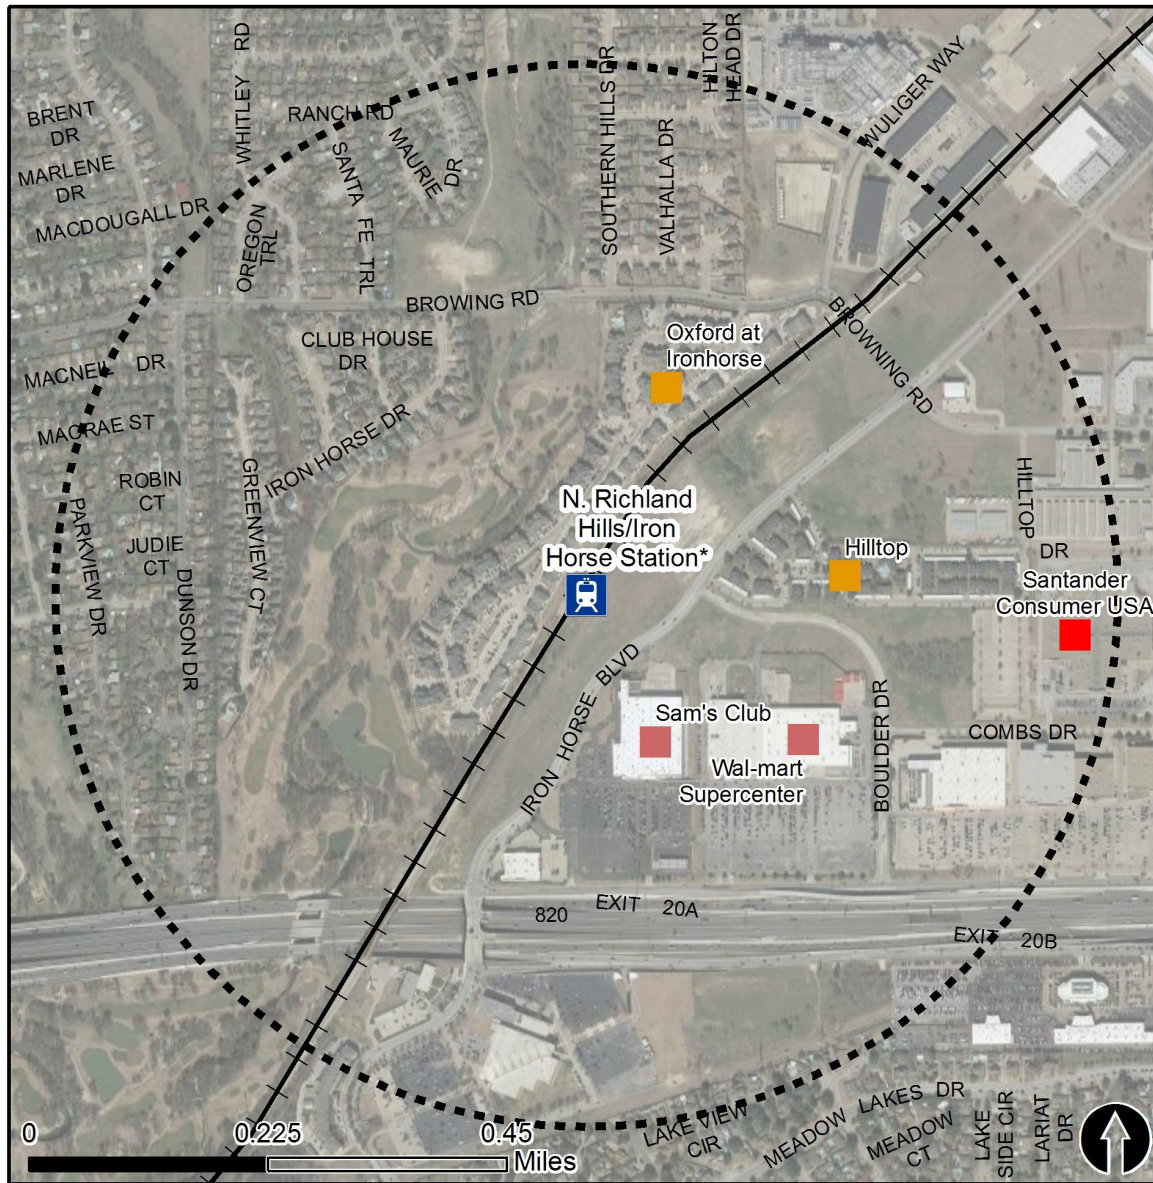 WHITLEY RD
HILTON
HEAD DR
SOUTHERN HILLS DR
WULIGER WAY
BRENT
DR
RANCH RD
MARLENE
DR
SANTA FE TRL
MAURIE
DR
VALHALLA DR
MACDOUGALL DR
OREGON
TRL
BROWING RD
BROWNING RD
CLUB HOUSE
DR
Oxford at
Ironhorse
MACNEIL DR
MACRAE ST
IRON HORSE DR
ROBIN
CT
GREENVIEW CT
HILLTOP DR
N. Richland
Hills/Iron
Horse Station*
PARKVIEW DR
JUDIE
CT
Hilltop
DUNSON DR
Santander
Consumer USA
IRON HORSE BLVD
Sam's Club
BOULDER DR
COMBS DR
Wal-mart
Supercenter
820
EXIT 20A
EXIT 20B
LAKE VIEW
CIR
MEADOW LAKES DR
MEADOW
CT
LAKE
SIDE CIR
LARIAT
DR
0 0.225 0.45
Miles